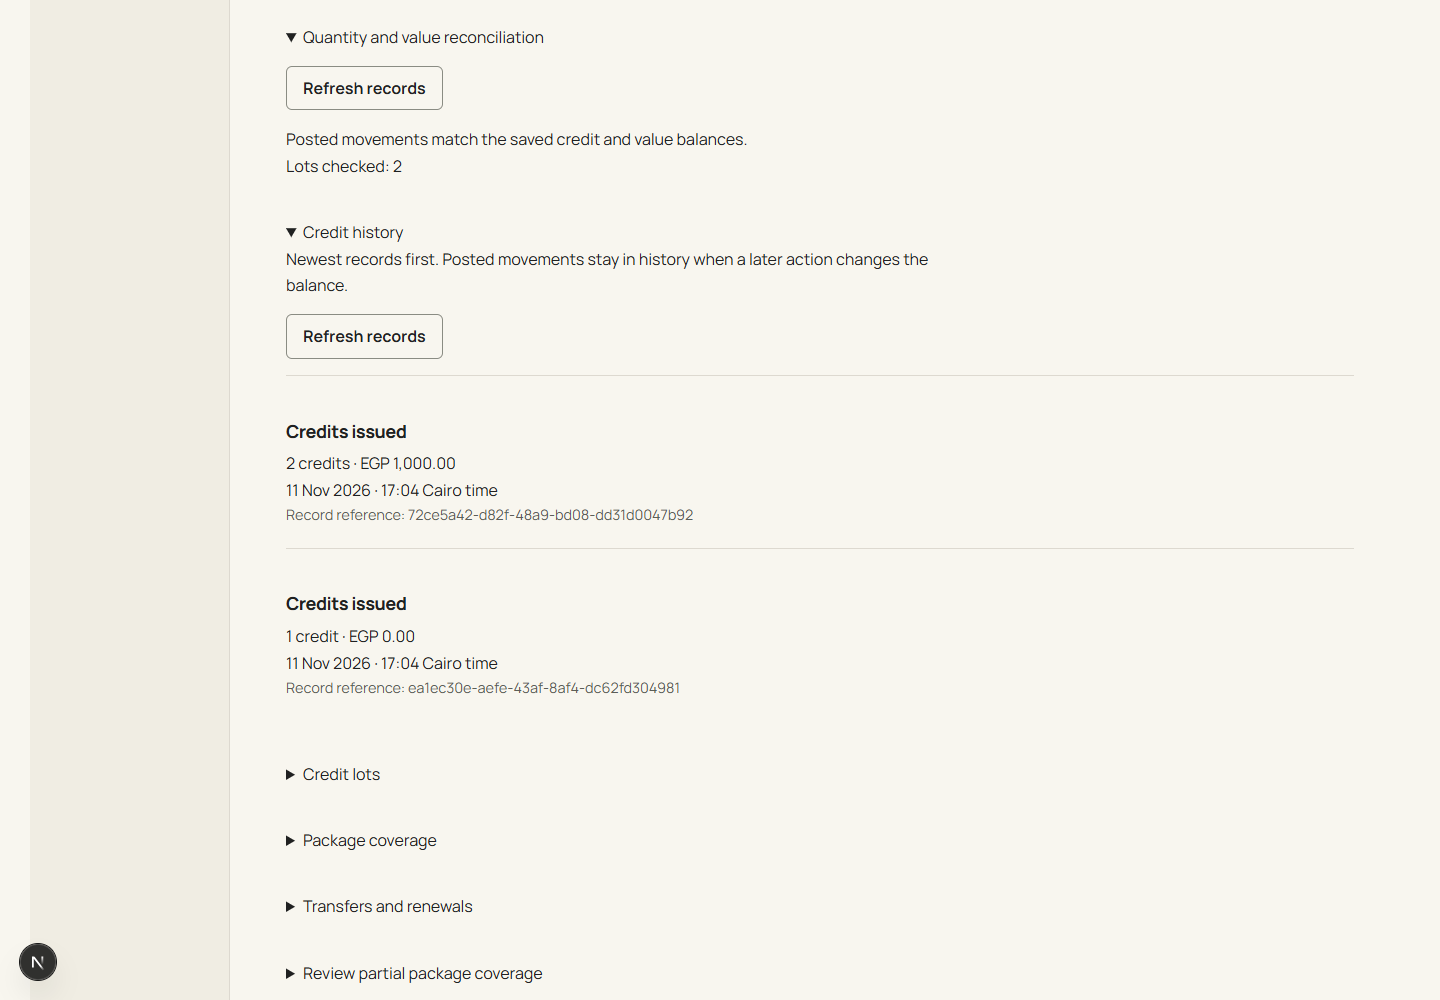 Quantity and value reconciliation
Refresh records
Posted movements match the saved credit and value balances.
Lots checked: 2
Credit history
Newest records first. Posted movements stay in history when a later action changes the
balance.
Refresh records
Credits issued
2 credits · EGP 1,000.00
11 Nov 2026 · 17:04 Cairo time
Record reference: 72ce5a42-d82f-48a9-bd08-dd31d0047b92
Credits issued
1 credit · EGP 0.00
11 Nov 2026 · 17:04 Cairo time
Record reference: ea1ec30e-aefe-43af-8af4-dc62fd304981
Credit lots
Package coverage
Transfers and renewals
N
Review partial package coverage